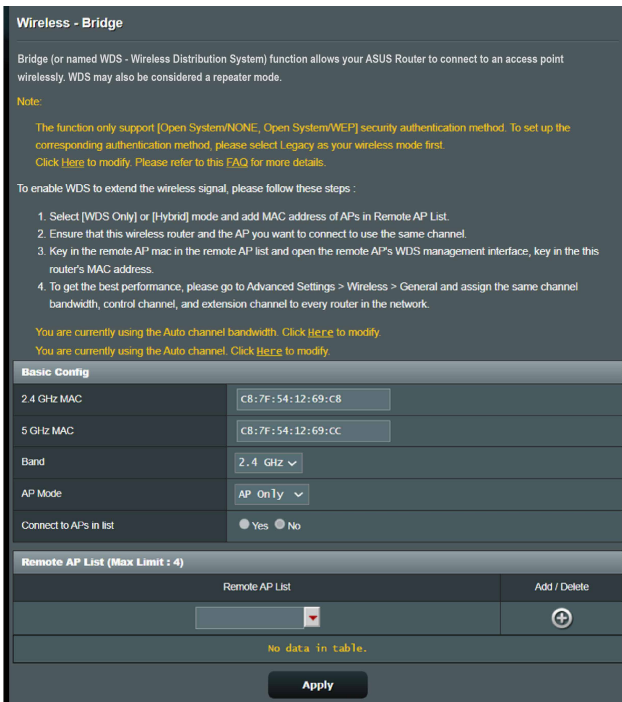 Wireless - Bridge
Bridge (or named WDS - Wireless Distribution System) function allows your ASUS Router to connect to an access point
wirelessly. WDS may also be considered a repeater mode.
Note:
The function only support [Open System/NONE, Open System/WEP] security authentication method. To set up the
corresponding authentication method, please select Legacy as your wireless mode first.
Click Here to modify. Please refer to this FAQ for more details.
To enable WDS to extend the wireless signal, please follow these steps :
1. Select [WDS Only] or [Hybrid] mode and add MAC address of APs in Remote AP List.
2. Ensure that this wireless router and the AP you want to connect to use the same channel.
3. Key in the remote AP mac in the remote AP list and open the remote AP's WDS management interface, key in the this
router's MAC address.
4. To get the best performance, please go to Advanced Settings > Wireless > General and assign the same channel
bandwidth, control channel, and extension channel to every router in the network.
You are currently using the Auto channel bandwidth. Click Here to modify.
You are currently using the Auto channel. Click Here to modify.
Basic Config
2.4 GHz MAC C8:7F:54:12:69:C8
5 GHz MAC C8:7F:54:12:69:CC
Band 2.4 GHz
AP Mode AP Only
Connect to APs in list Yes No
Remote AP List (Max Limit : 4)
Remote AP List Add / Delete
No data in table.
Apply